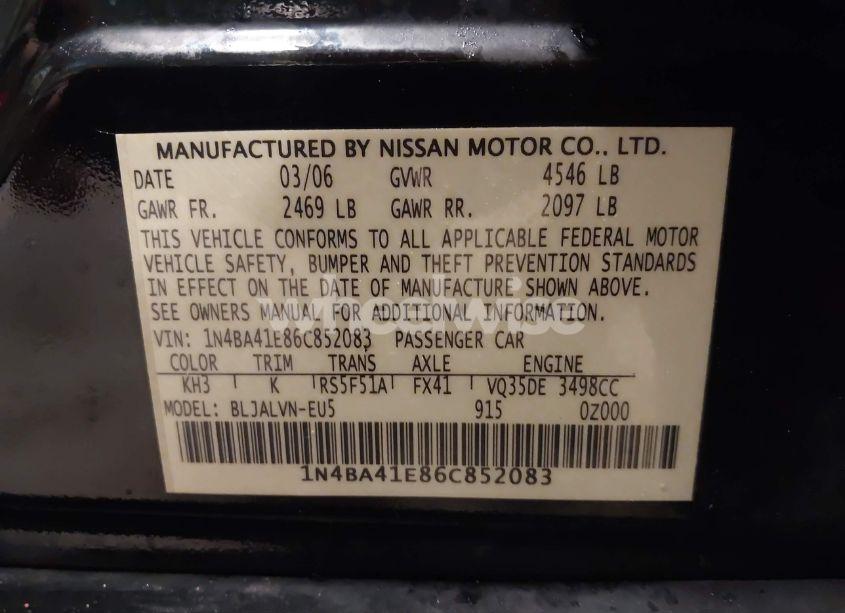 MANUFACTURED BY NISSAN MOTOR CO., LTD.
DATE 03/06 GVWR 4546 LB
GAWR FR. 2469 LB GAWR RR. 2097 LB
THIS VEHICLE CONFORMS TO ALL APPLICABLE FEDERAL MOTOR
VEHICLE SAFETY, BUMPER AND THEFT PREVENTION STANDARDS
IN EFFECT ON THE DATE OF MANUFACTURE SHOWN ABOVE.
SEE OWNERS MANUAL FOR ADDITIONAL INFORMATION.
wheelwise
VIN: 1N4BA41E86C852083 PASSENGER CAR
COLOR TRIM TRANS AXLE ENGINE
KH3 K RS5F51A FX41 VQ35DE 3498CC
MODEL: BLJALVN-EU5 915 0Z000
1N4BA41E86C852083